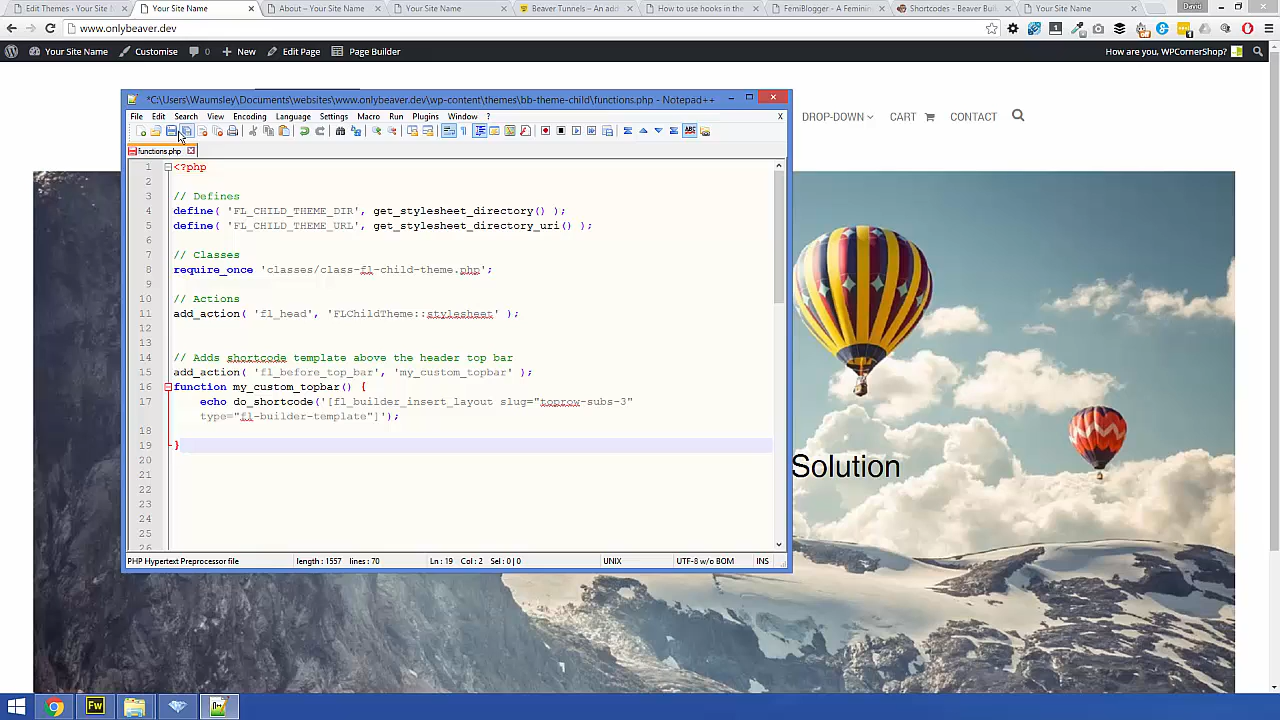 Edit Themes ‹ Your Site N
Your Site Name
About – Your Site Name
Your Site Name
Beaver Tunnels – An add
How to use hooks in the
FemiBlogger – A Feminin
Shortcodes - Beaver Buil
Your Site Name
David
www.onlybeaver.dev
Your Site Name
Customise
0
New
Edit Page
Page Builder
How are you, WPCornerShop?
*C:\Users\Waumsley\Documents\websites\www.onlybeaver.dev\wp-content\themes\bb-theme-child\functions.php - Notepad++
File Edit Search View Encoding Language Settings Macro Run Plugins Window ? X
functions.php
DROP-DOWN CART CONTACT
1 <?php
2
3 // Defines
4 define( 'FL_CHILD_THEME_DIR', get_stylesheet_directory() );
5 define( 'FL_CHILD_THEME_URL', get_stylesheet_directory_uri() );
6
7 // Classes
8 require_once 'classes/class-fl-child-theme.php';
9
10 // Actions
11 add_action( 'fl_head', 'FLChildTheme::stylesheet' );
12
13
14 // Adds shortcode template above the header top bar
15 add_action( 'fl_before_top_bar', 'my_custom_topbar' );
16 function my_custom_topbar() {
17 echo do_shortcode('[fl_builder_insert_layout slug="toprow-subs-3"
type="fl-builder-template"]');
18
19 }
20
21
22
23
24
25
26
Solution
PHP Hypertext Preprocessor file
length : 1557 lines : 70
Ln : 19 Col : 2 Sel : 0 | 0
UNIX
UTF-8 w/o BOM
INS
Fw